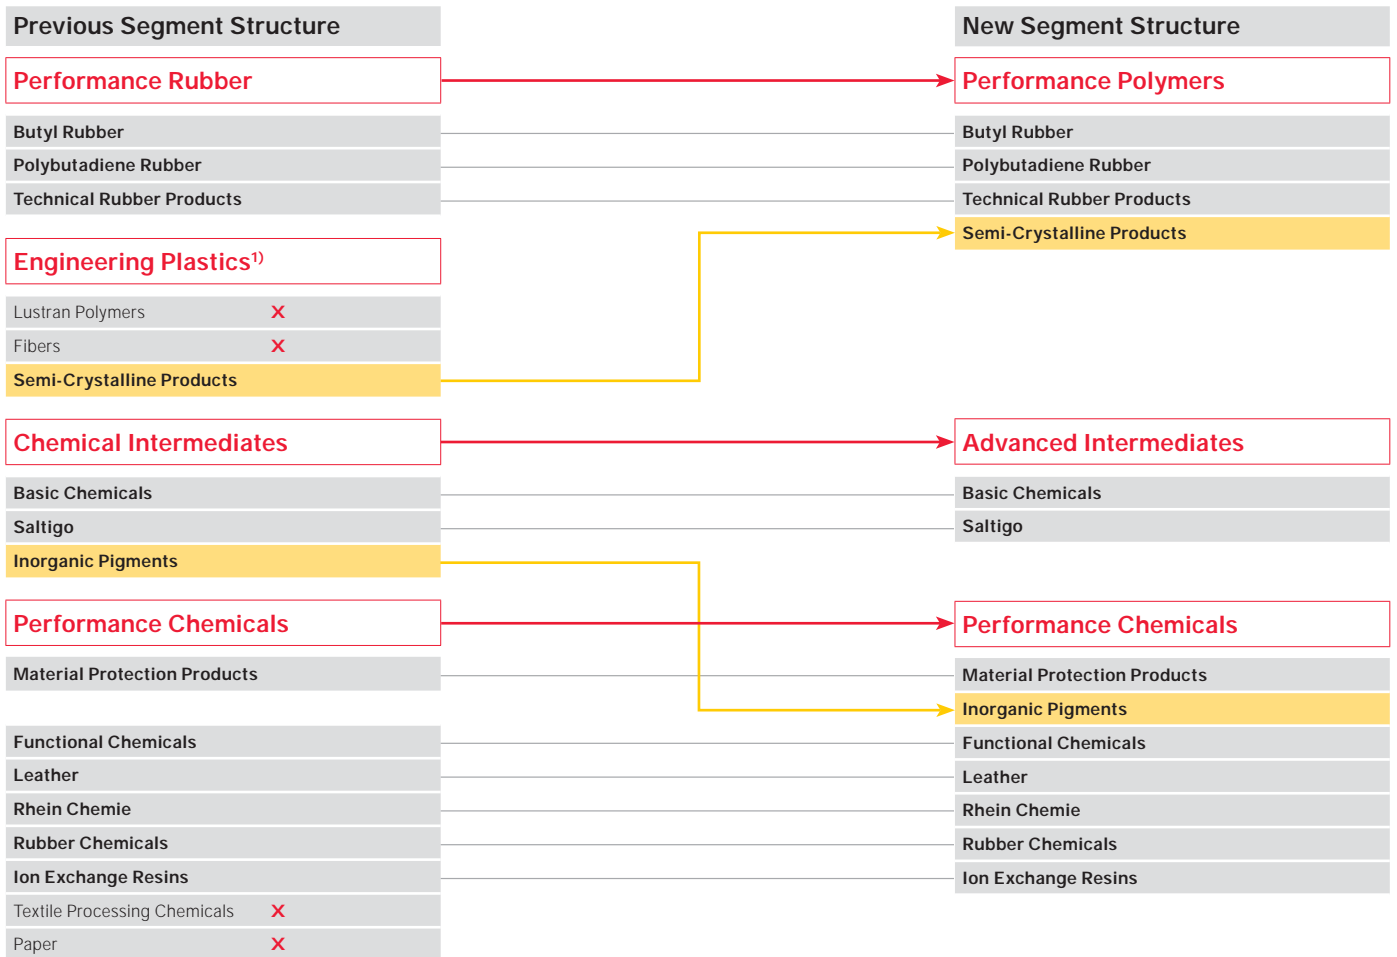 Previous Segment Structure
New Segment Structure
Performance Rubber
Performance Polymers
Butyl Rubber
Butyl Rubber
Polybutadiene Rubber
Polybutadiene Rubber
Technical Rubber Products
Technical Rubber Products
Semi-Crystalline Products
Engineering Plastics¹⁾
Lustran Polymers X
Fibers X
Semi-Crystalline Products
Chemical Intermediates
Advanced Intermediates
Basic Chemicals
Basic Chemicals
Saltigo
Saltigo
Inorganic Pigments
Performance Chemicals
Performance Chemicals
Material Protection Products
Material Protection Products
Inorganic Pigments
Functional Chemicals
Functional Chemicals
Leather
Leather
Rhein Chemie
Rhein Chemie
Rubber Chemicals
Rubber Chemicals
Ion Exchange Resins
Ion Exchange Resins
Textile Processing Chemicals X
Paper X